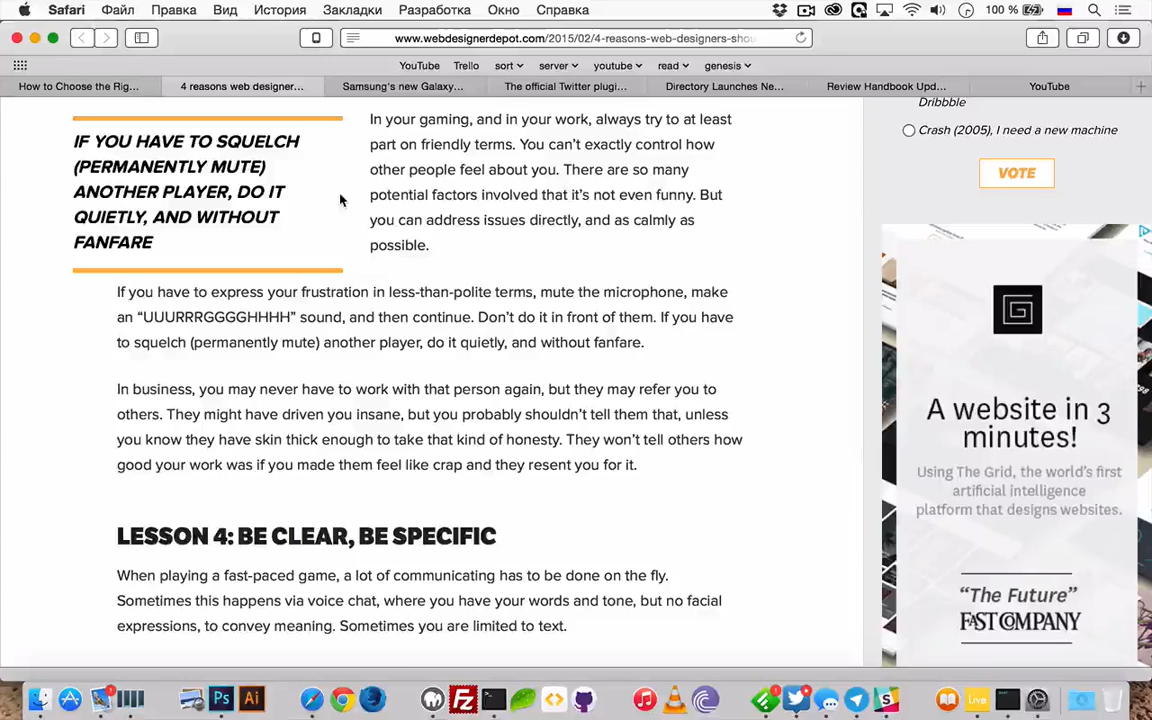 Safari Файл Правка Вид История Закладки Разработка Окно Справка 100 %
www.webdesignerdepot.com/2015/02/4-reasons-web-designers-shou-
YouTube Trello sort server youtube read genesis
How to Choose the Rig... 4 reasons web designer... Samsung's new Galaxy... The official Twitter plugi... Directory Launches Ne... Review Handbook Upd... YouTube
IF YOU HAVE TO SQUELCH
(PERMANENTLY MUTE)
ANOTHER PLAYER, DO IT
QUIETLY, AND WITHOUT
FANFARE
In your gaming, and in your work, always try to at least
part on friendly terms. You can't exactly control how
other people feel about you. There are so many
potential factors involved that it's not even funny. But
you can address issues directly, and as calmly as
possible.
If you have to express your frustration in less-than-polite terms, mute the microphone, make
an “UUURRRGGGGHHHH” sound, and then continue. Don't do it in front of them. If you have
to squelch (permanently mute) another player, do it quietly, and without fanfare.
In business, you may never have to work with that person again, but they may refer you to
others. They might have driven you insane, but you probably shouldn't tell them that, unless
you know they have skin thick enough to take that kind of honesty. They won't tell others how
good your work was if you made them feel like crap and they resent you for it.
LESSON 4: BE CLEAR, BE SPECIFIC
When playing a fast-paced game, a lot of communicating has to be done on the fly.
Sometimes this happens via voice chat, where you have your words and tone, but no facial
expressions, to convey meaning. Sometimes you are limited to text.
Dribbble
Crash (2005), I need a new machine
VOTE
A website in 3
minutes!
Using The Grid, the world's first
artificial intelligence
platform that designs websites.
“The Future”
FAST COMPANY
Ps Ai Fz Live